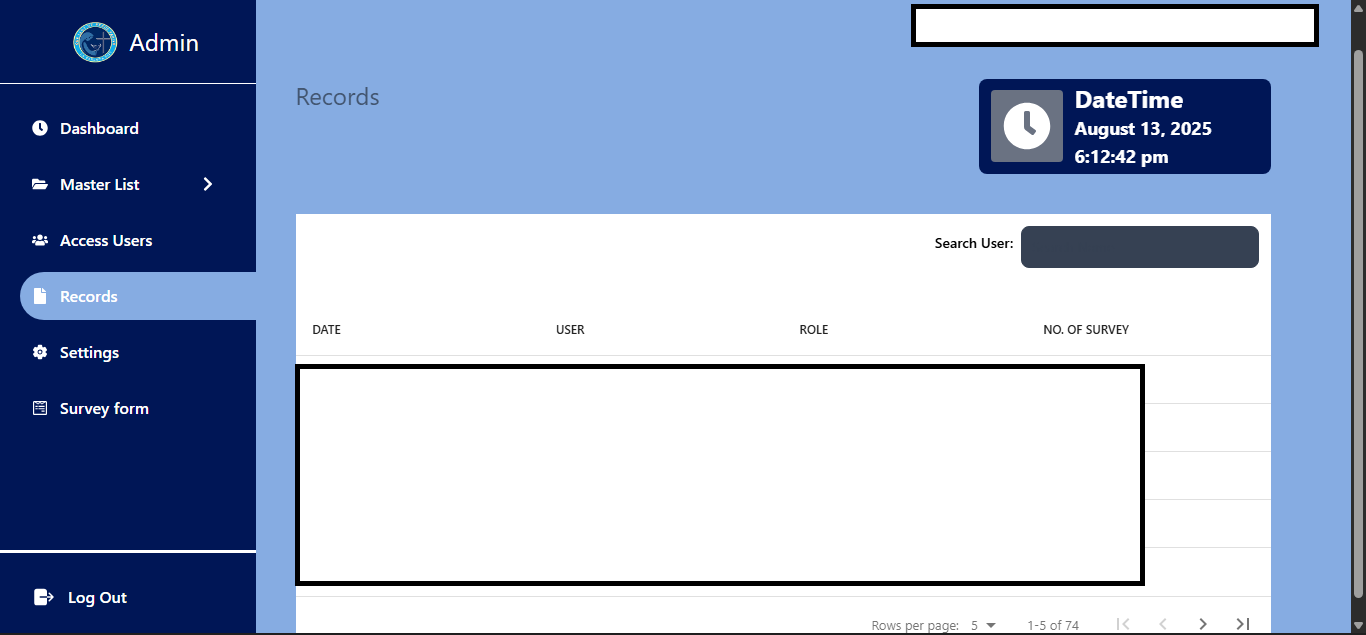 Admin
Dashboard
Master List
Access Users
Records
Settings
Survey form
Log Out
Records
DateTime
August 13, 2025
6:12:42 pm
Search User:
DATE USER ROLE NO. OF SURVEY
Rows per page: 5 1-5 of 74